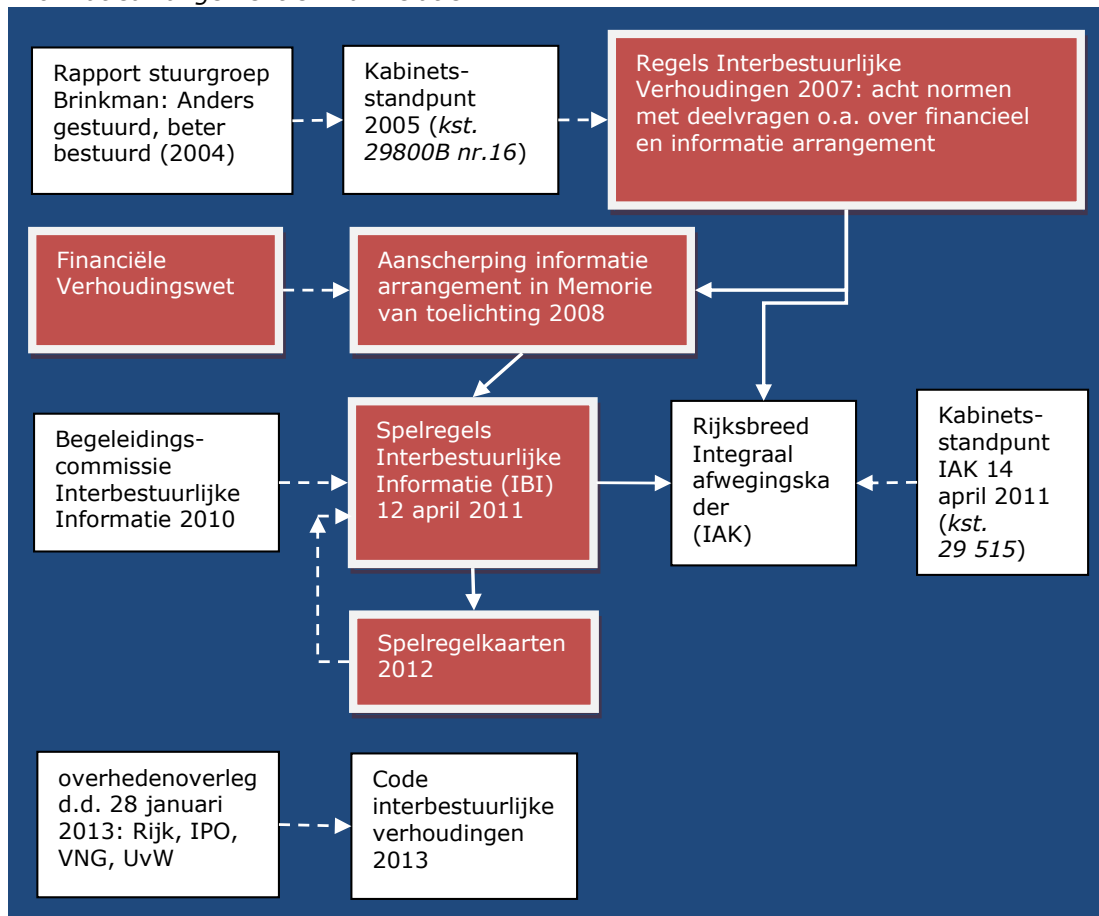 Rapport stuurgroep
Brinkman: Anders
gestuurd, beter
bestuurd (2004)
Kabinets-
standpunt
2005 (kst.
29800B nr.16)
Regels Interbestuurlijke
Verhoudingen 2007: acht normen
met deelvragen o.a. over financieel
en informatie arrangement
Financiële
Verhoudingswet
Aanscherping informatie
arrangement in Memorie
van toelichting 2008
Begeleidings-
commissie
Interbestuurlijke
Informatie 2010
Spelregels
Interbestuurlijke
Informatie (IBI)
12 april 2011
Rijksbreed
Integraal
afwegingska
der
(IAK)
Kabinets-
standpunt
IAK 14
april 2011
(kst.
29 515)
Spelregelkaarten
2012
overhedenoverleg
d.d. 28 januari
2013: Rijk, IPO,
VNG, UvW
Code
interbestuurlijke
verhoudingen
2013